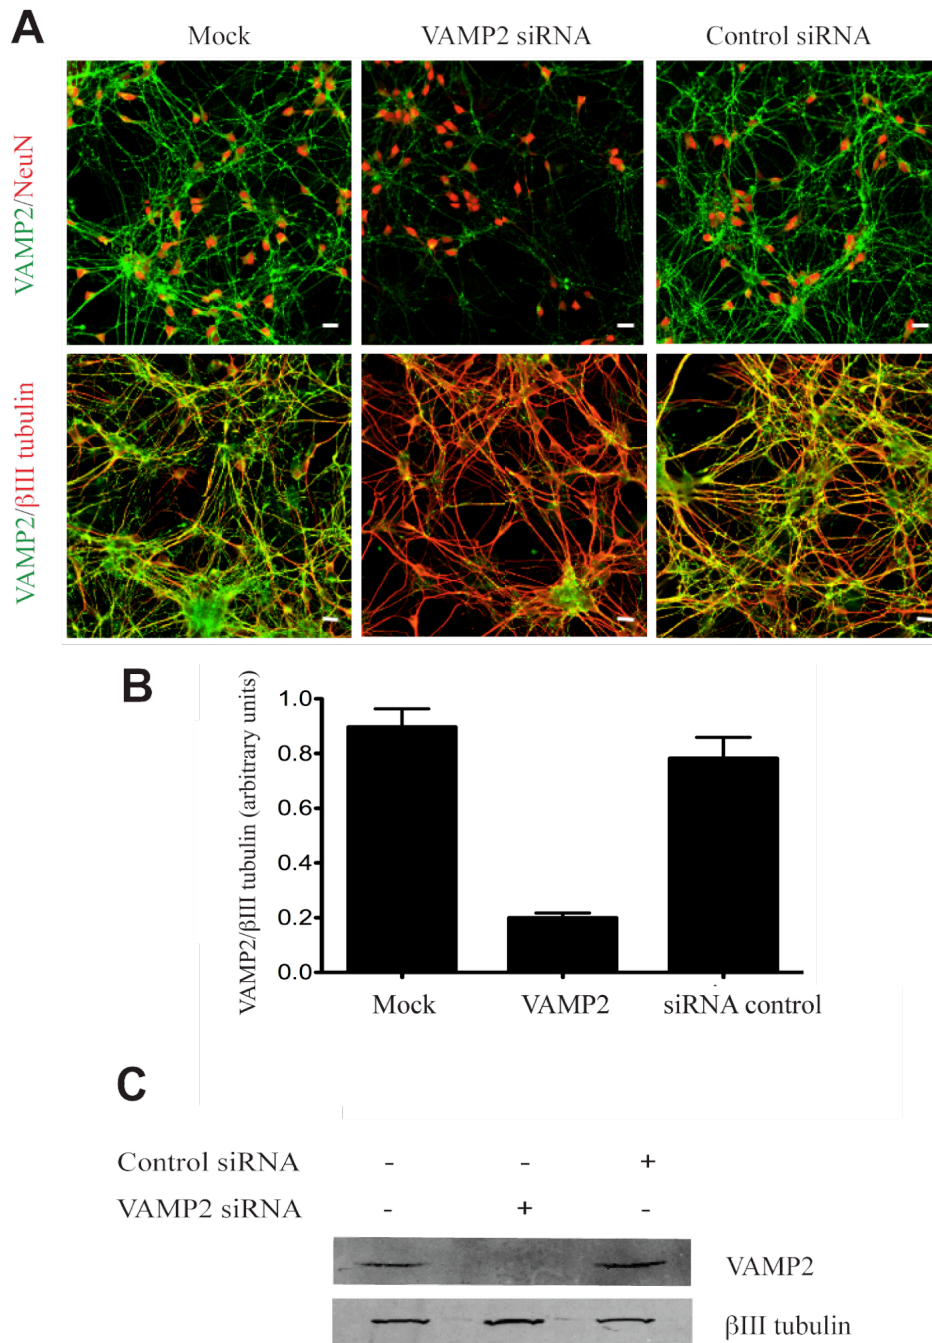 A
Mock VAMP2 siRNA Control siRNA
VAMP2/NeuN
VAMP2/βIII tubulin
B
VAMP2/βIII tubulin (arbitrary units)
1.0
0.8
0.6
0.4
0.2
0.0
Mock VAMP2 siRNA control
C
Control siRNA - - +
VAMP2 siRNA - + -
VAMP2
βIII tubulin